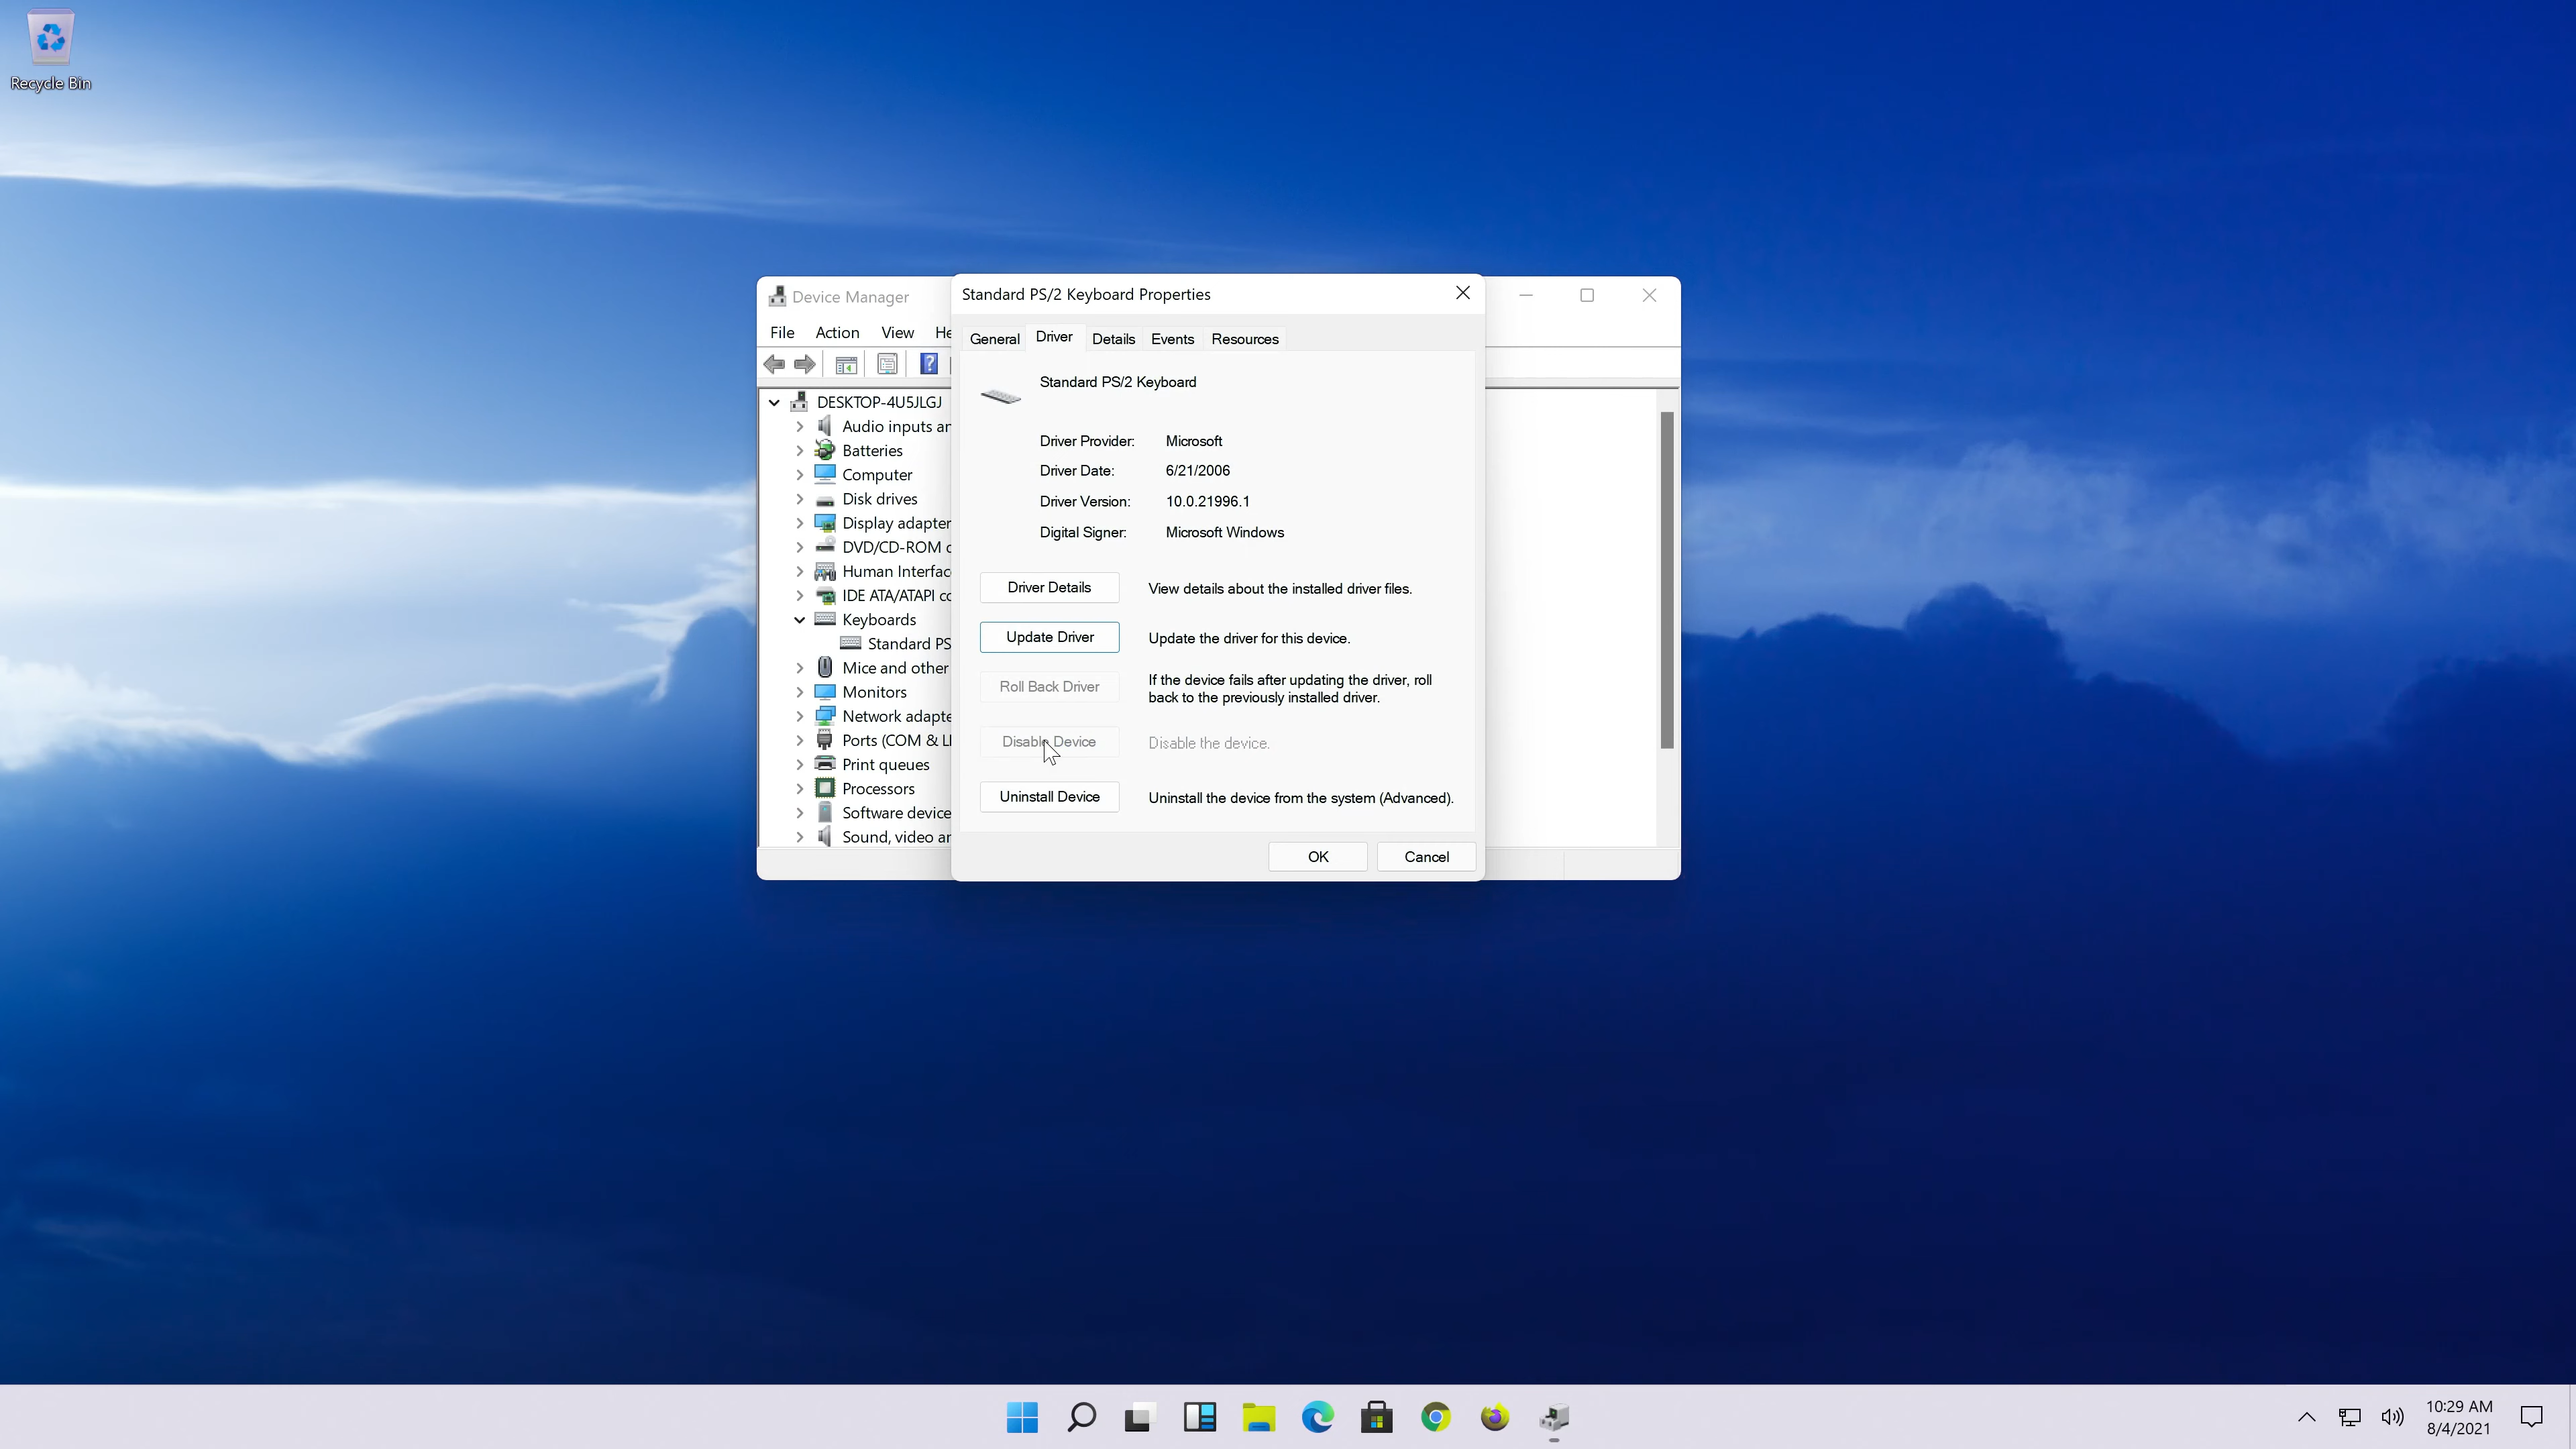 Recycle Bin
Device Manager
File Action View He
DESKTOP-4U5JLGJ
Audio inputs ar
Batteries
Computer
Disk drives
Display adapter
DVD/CD-ROM
Human Interfac
IDE ATA/ATAPI co
Keyboards
Standard PS
Mice and other
Monitors
Network adapte
Ports (COM & L
Print queues
Processors
Software device
Sound, video ar
Standard PS/2 Keyboard Properties
General Driver Details Events Resources
Standard PS/2 Keyboard
Driver Provider: Microsoft
Driver Date: 6/21/2006
Driver Version: 10.0.21996.1
Digital Signer: Microsoft Windows
Driver Details View details about the installed driver files.
Update Driver Update the driver for this device.
Roll Back Driver If the device fails after updating the driver, roll
back to the previously installed driver.
Disable Device Disable the device.
Uninstall Device Uninstall the device from the system (Advanced).
OK Cancel
10:29 AM
8/4/2021